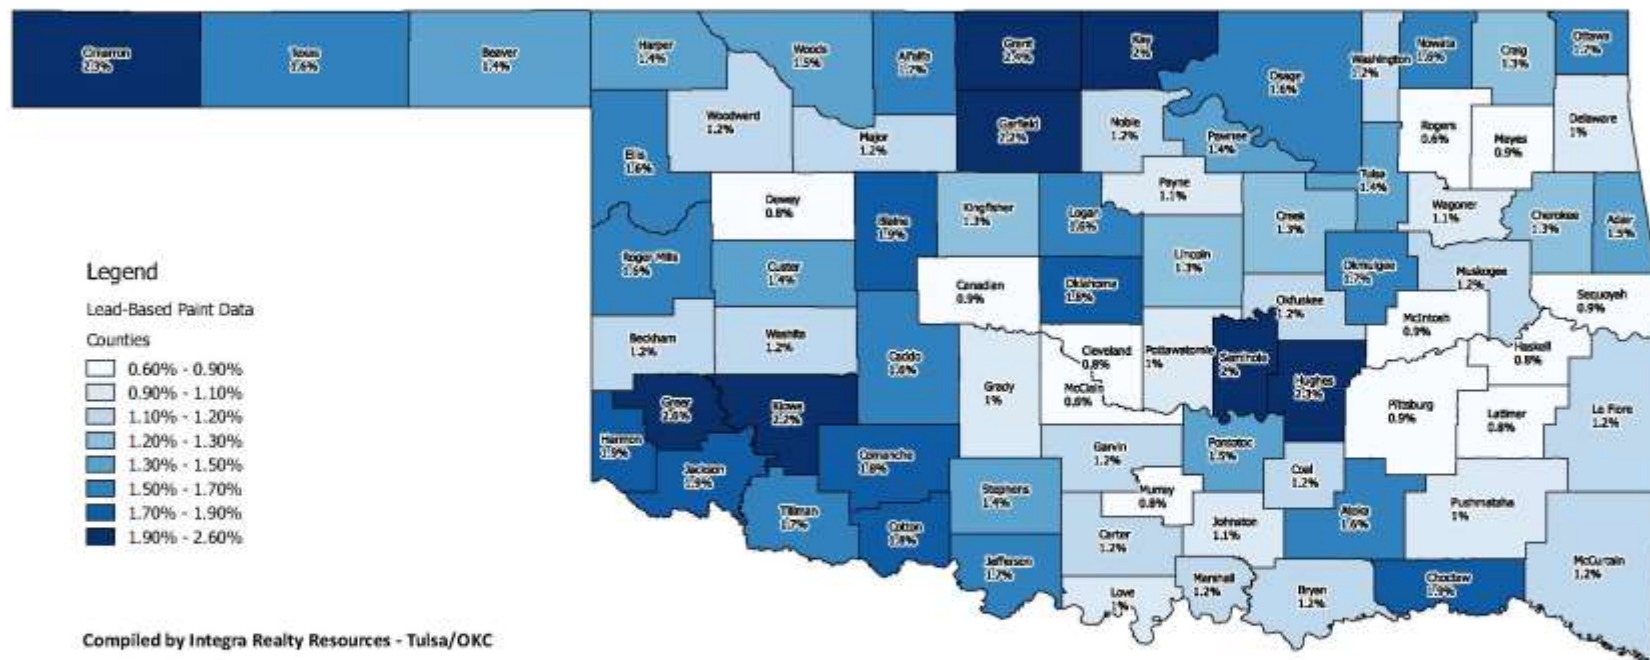 Cimarron
2.3%
Texas
1.6%
Beaver
1.4%
Harper
1.4%
Woods
1.5%
Alfalfa
1.7%
Grant
2.4%
Kay
2%
Osage
1.6%
Washington
1.2%
Nowata
1.6%
Craig
1.3%
Ottawa
1.7%
Ellis
1.6%
Woodward
1.2%
Major
1.2%
Garfield
2.2%
Noble
1.2%
Pawnee
1.4%
Rogers
0.6%
Mayes
0.9%
Delaware
1%
Dewey
0.8%
Blaine
1.9%
Kingfisher
1.3%
Logan
1.6%
Payne
1.1%
Creek
1.3%
Tulsa
1.4%
Wagoner
1.1%
Cherokee
1.3%
Adair
1.5%
Roger Mills
1.6%
Custer
1.4%
Canadian
0.9%
Oklahoma
1.8%
Lincoln
1.3%
Okmulgee
1.7%
Muskogee
1.2%
Sequoyah
0.9%
Beckham
1.2%
Washita
1.2%
Caddo
1.6%
Grady
1%
Cleveland
0.8%
McClain
0.6%
Pottawatomie
1%
Seminole
2%
Okfuskee
1.2%
Hughes
2.3%
McIntosh
0.9%
Haskell
0.8%
Pittsburg
0.9%
Latimer
0.8%
Le Flore
1.2%
Harmon
1.9%
Greer
Kiowa
2.2%
Jackson
1.9%
Comanche
1.8%
Tillman
1.7%
Cotton
1.8%
Stephens
1.4%
Jefferson
1.7%
Garvin
1.2%
Murray
0.8%
Pontotoc
1.5%
Coal
1.2%
Carter
1.2%
Johnston
1.1%
Atoka
1.6%
Pushmataha
1%
Love
1%
Marshall
1.2%
Bryan
1.2%
Choctaw
1.9%
McCurtain
1.2%
Legend
Lead-Based Paint Data
Counties
0.60% - 0.90%
0.90% - 1.10%
1.10% - 1.20%
1.20% - 1.30%
1.30% - 1.50%
1.50% - 1.70%
1.70% - 1.90%
1.90% - 2.60%
Compiled by Integra Realty Resources - Tulsa/OKC